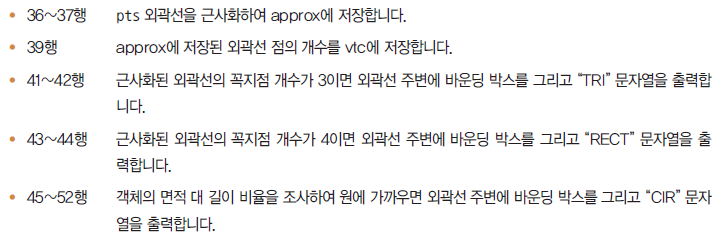 • 36~37행 pts 외곽선을 근사화하여 approx에 저장합니다.
• 39행 approx에 저장된 외곽선 점의 개수를 vtc에 저장합니다.
• 41~42행 근사화된 외곽선의 꼭지점 개수가 3이면 외곽선 주변에 바운딩 박스를 그리고 “TRI” 문자열을 출력합
니다.
• 43~44행 근사화된 외곽선의 꼭지점 개수가 4이면 외곽선 주변에 바운딩 박스를 그리고 “RECT” 문자열을 출
력합니다.
• 45~52행 객체의 면적 대 길이 비율을 조사하여 원에 가까우면 외곽선 주변에 바운딩 박스를 그리고 “CIR” 문자
열을 출력합니다.